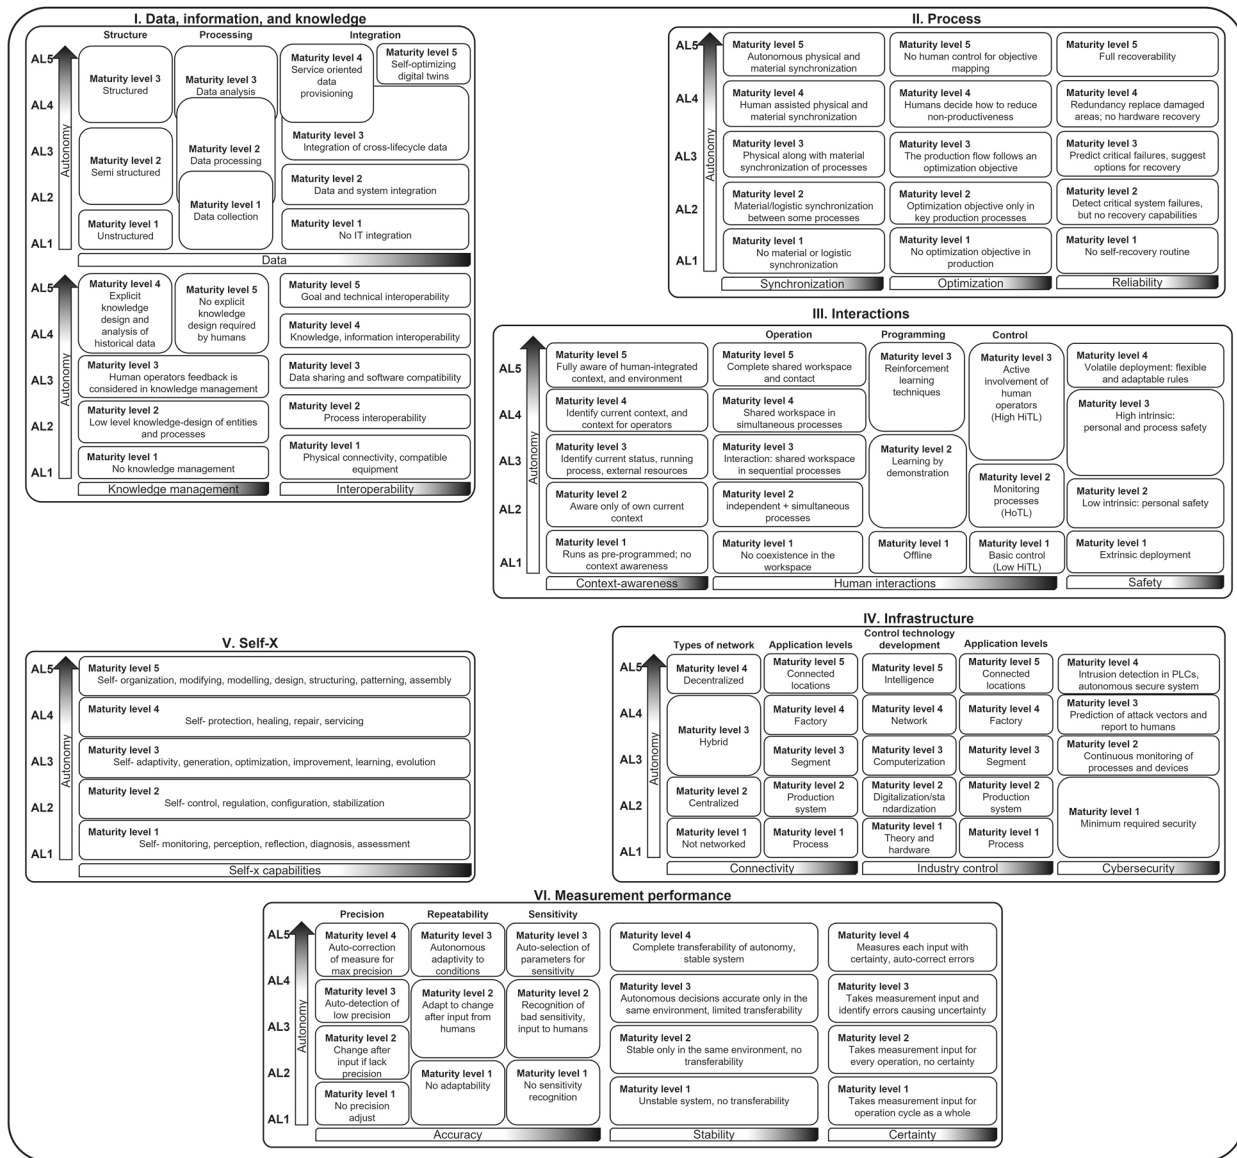 I. Data, information, and knowledge
Structure
Processing
Integration
AL5
AL4
AL3
AL2
AL1
Autonomy
Maturity level 3
Structured
Maturity level 2
Semi structured
Maturity level 1
Unstructured
Maturity level 3
Data analysis
Maturity level 2
Data processing
Maturity level 1
Data collection
Maturity level 4
Service oriented
data
provisioning
Maturity level 5
Self-optimizing
digital twins
Maturity level 3
Integration of cross-lifecycle data
Maturity level 2
Data and system integration
Maturity level 1
No IT integration
Data
AL5
AL4
AL3
AL2
AL1
Autonomy
Maturity level 4
Explicit
knowledge
design and
analysis of
historical data
Maturity level 5
No explicit
knowledge
design required
by humans
Maturity level 3
Human operators feedback is
considered in knowledge management
Maturity level 2
Low level knowledge-design of entities
and processes
Maturity level 1
No knowledge management
Knowledge management
Maturity level 5
Goal and technical interoperability
Maturity level 4
Knowledge, information interoperability
Maturity level 3
Data sharing and software compatibility
Maturity level 2
Process interoperability
Maturity level 1
Physical connectivity, compatible
equipment
Interoperability
II. Process
AL5
AL4
AL3
AL2
AL1
Autonomy
Maturity level 5
Autonomous physical and
material synchronization
Maturity level 4
Human assisted physical and
material synchronization
Maturity level 3
Physical along with material
synchronization of processes
Maturity level 2
Material/logistic synchronization
between some processes
Maturity level 1
No material or logistic
synchronization
Synchronization
Maturity level 5
No human control for objective
mapping
Maturity level 4
Humans decide how to reduce
non-productiveness
Maturity level 3
The production flow follows an
optimization objective
Maturity level 2
Optimization objective only in
key production processes
Maturity level 1
No optimization objective in
production
Optimization
Maturity level 5
Full recoverability
Maturity level 4
Redundancy replace damaged
areas; no hardware recovery
Maturity level 3
Predict critical failures, suggest
options for recovery
Maturity level 2
Detect critical system failures,
but no recovery capabilities
Maturity level 1
No self-recovery routine
Reliability
III. Interactions
Operation
Programming
Control
AL5
AL4
AL3
AL2
AL1
Autonomy
Maturity level 5
Fully aware of human-integrated
context, and environment
Maturity level 4
Identify current context, and
context for operators
Maturity level 3
Identify current status, running
process, external resources
Maturity level 2
Aware only of own current
context
Maturity level 1
Runs as pre-programmed; no
context awareness
Context-awareness
Maturity level 5
Complete shared workspace
and contact
Maturity level 4
Shared workspace in
simultaneous processes
Maturity level 3
Interaction: shared workspace
in sequential processes
Maturity level 2
independent + simultaneous
processes
Maturity level 1
No coexistence in the
workspace
Maturity level 3
Reinforcement
learning
techniques
Maturity level 2
Learning by
demonstration
Maturity level 1
Offline
Maturity level 3
Active
involvement of
human
operators
(High HiTL)
Maturity level 2
Monitoring
processes
(HoTL)
Maturity level 1
Basic control
(Low HiTL)
Human interactions
Maturity level 4
Volatile deployment: flexible
and adaptable rules
Maturity level 3
High intrinsic:
personal and process safety
Maturity level 2
Low intrinsic: personal safety
Maturity level 1
Extrinsic deployment
Safety
V. Self-X
AL5
AL4
AL3
AL2
AL1
Autonomy
Maturity level 5
Self- organization, modifying, modelling, design, structuring, patterning, assembly
Maturity level 4
Self- protection, healing, repair, servicing
Maturity level 3
Self- adaptivity, generation, optimization, improvement, learning, evolution
Maturity level 2
Self- control, regulation, configuration, stabilization
Maturity level 1
Self- monitoring, perception, reflection, diagnosis, assessment
Self-x capabilities
IV. Infrastructure
Types of network
Application levels
Control technology
development
Application levels
AL5
AL4
AL3
AL2
AL1
Autonomy
Maturity level 4
Decentralized
Maturity level 3
Hybrid
Maturity level 2
Centralized
Maturity level 1
Not networked
Maturity level 5
Connected
locations
Maturity level 4
Factory
Maturity level 3
Segment
Maturity level 2
Production
system
Maturity level 1
Process
Connectivity
Maturity level 5
Intelligence
Maturity level 4
Network
Maturity level 3
Computerization
Maturity level 2
Digitalization/sta
ndardization
Maturity level 1
Theory and
hardware
Maturity level 5
Connected
locations
Maturity level 4
Factory
Maturity level 3
Segment
Maturity level 2
Production
system
Maturity level 1
Process
Industry control
Maturity level 4
Intrusion detection in PLCs,
autonomous secure system
Maturity level 3
Prediction of attack vectors and
report to humans
Maturity level 2
Continuous monitoring of
processes and devices
Maturity level 1
Minimum required security
Cybersecurity
VI. Measurement performance
Precision
Repeatability
Sensitivity
AL5
AL4
AL3
AL2
AL1
Autonomy
Maturity level 4
Auto-correction
of measure for
max precision
Maturity level 3
Auto-detection of
low precision
Maturity level 2
Change after
input if lack
precision
Maturity level 1
No precision
adjust
Maturity level 3
Autonomous
adaptivity to
conditions
Maturity level 2
Adapt to change
after input from
humans
Maturity level 1
No adaptability
Maturity level 3
Auto-selection of
parameters for
sensitivity
Maturity level 2
Recognition of
bad sensitivity,
input to humans
Maturity level 1
No sensitivity
recognition
Accuracy
Maturity level 4
Complete transferability of autonomy,
stable system
Maturity level 3
Autonomous decisions accurate only in the
same environment, limited transferability
Maturity level 2
Stable only in the same environment, no
transferability
Maturity level 1
Unstable system, no transferability
Stability
Maturity level 4
Measures each input with
certainty, auto-correct errors
Maturity level 3
Takes measurement input and
identify errors causing uncertainty
Maturity level 2
Takes measurement input for
every operation, no certainty
Maturity level 1
Takes measurement input for
operation cycle as a whole
Certainty